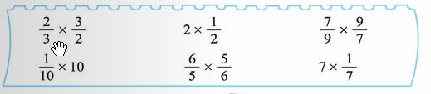 2/3 × 3/2    2 × 1/2    7/9 × 9/7
1/10 × 10    6/5 × 5/6    7 × 1/7